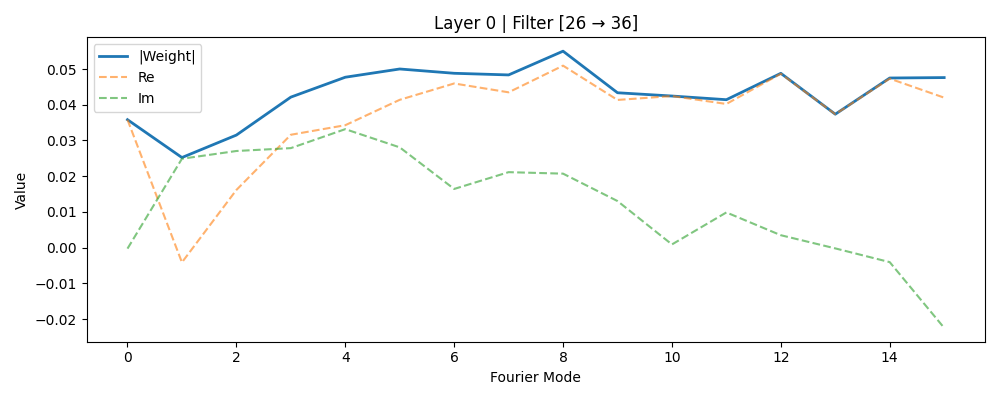 Layer 0 | Filter [26 → 36]
|Weight|
Re
Im
Value
0.05
0.04
0.03
0.02
0.01
0.00
−0.01
−0.02
0 2 4 6 8 10 12 14
Fourier Mode